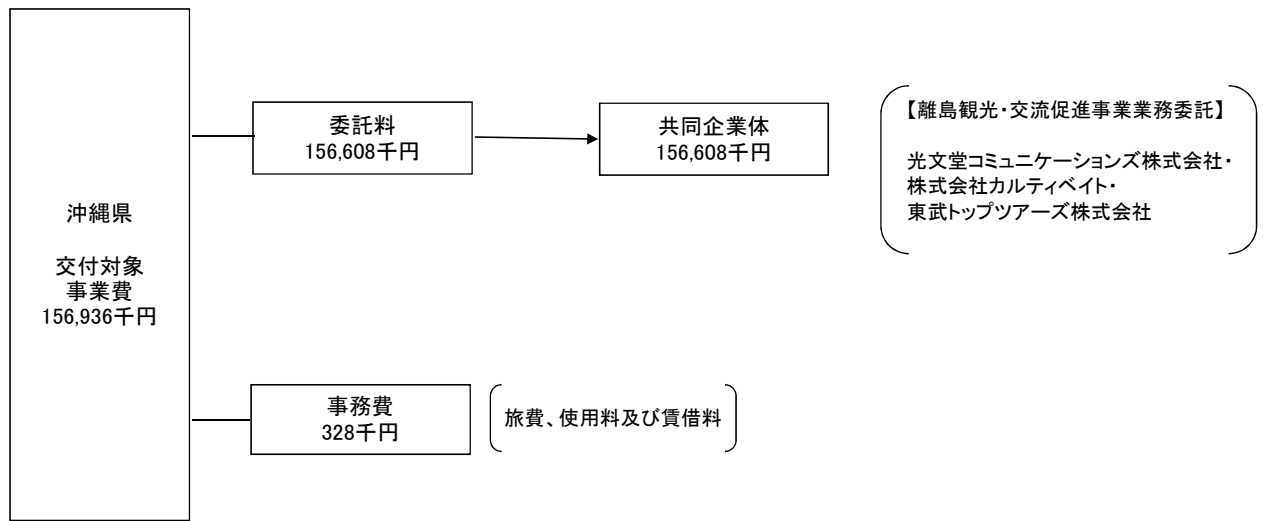 沖縄県
交付対象
事業費
156,936千円
委託料
156,608千円
共同企業体
156,608千円
【離島観光・交流促進事業業務委託】
光文堂コミュニケーションズ株式会社・
株式会社カルティベイト・
東武トップツアーズ株式会社
事務費
328千円
旅費、使用料及び賃借料